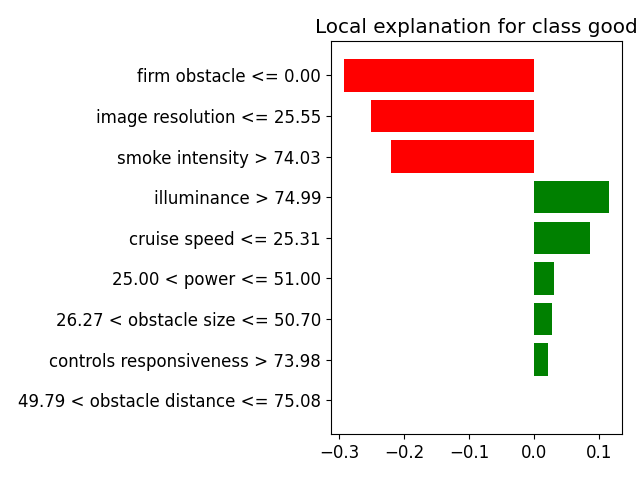 Local explanation for class good
firm obstacle <= 0.00
image resolution <= 25.55
smoke intensity > 74.03
illuminance > 74.99
cruise speed <= 25.31
25.00 < power <= 51.00
26.27 < obstacle size <= 50.70
controls responsiveness > 73.98
49.79 < obstacle distance <= 75.08
−0.3 −0.2 −0.1 0.0 0.1